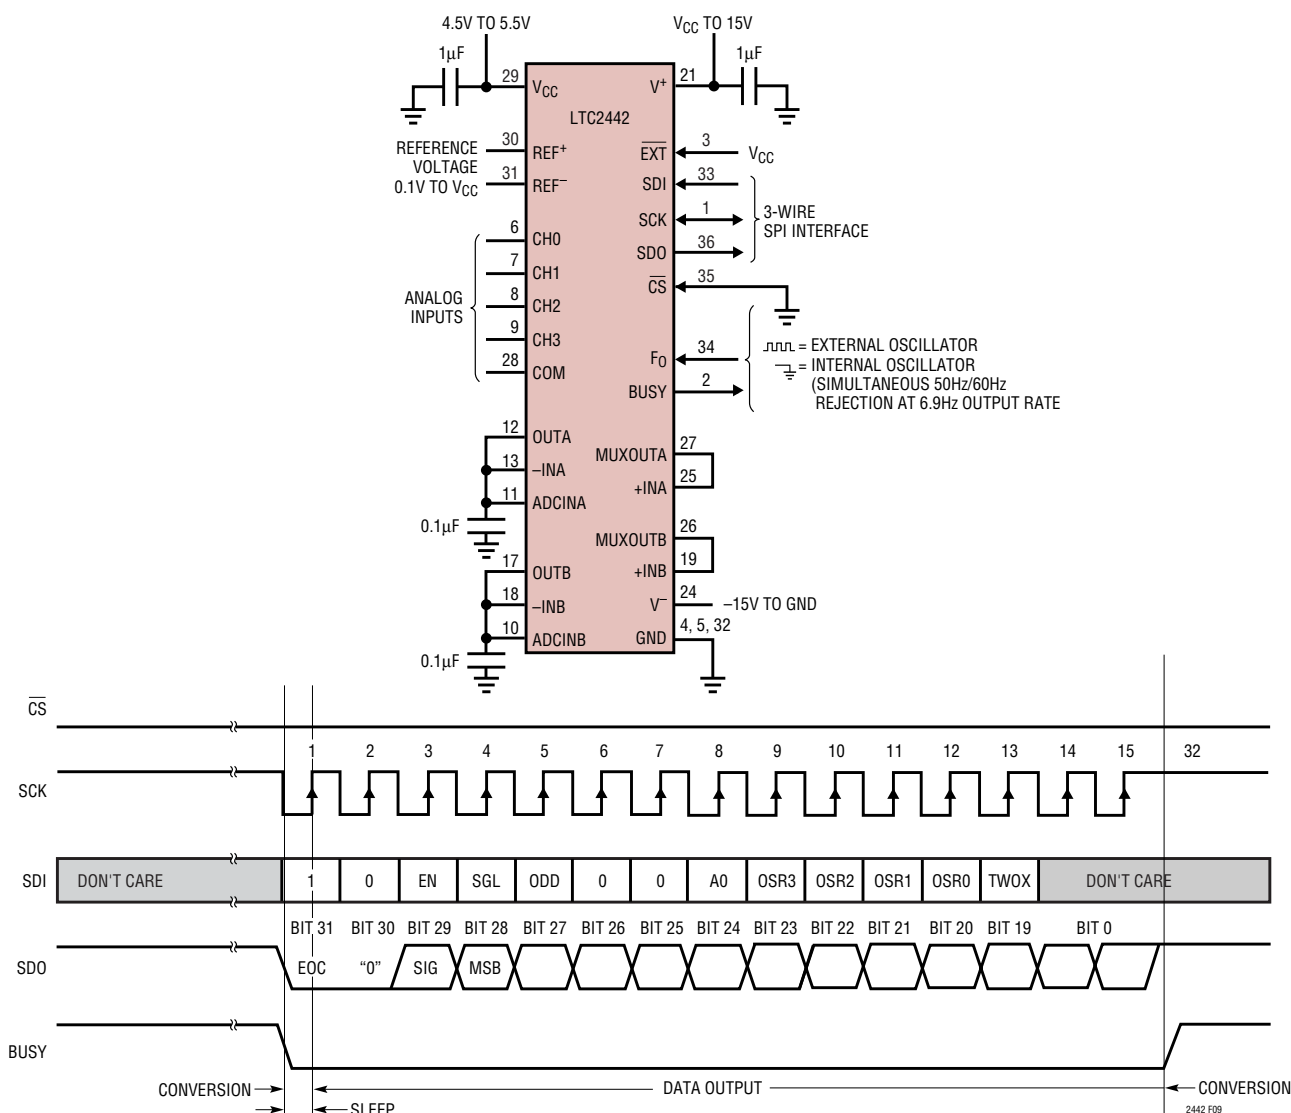 4.5V TO 5.5V
VCC TO 15V
1µF
1µF
29
VCC
V+
21
LTC2442
REFERENCE
VOLTAGE
0.1V TO VCC
30
REF+
31
REF–
EXT
3
VCC
SDI
33
SCK
1
SDO
36
3-WIRE
SPI INTERFACE
CS
35
ANALOG
INPUTS
6
CH0
7
CH1
8
CH2
9
CH3
28
COM
FO
34
BUSY
2
= EXTERNAL OSCILLATOR
= INTERNAL OSCILLATOR
(SIMULTANEOUS 50Hz/60Hz
REJECTION AT 6.9Hz OUTPUT RATE
12
OUTA
13
–INA
11
ADCINA
0.1µF
MUXOUTA
27
+INA
25
MUXOUTB
26
+INB
19
17
OUTB
18
–INB
10
ADCINB
0.1µF
V–
24
–15V TO GND
GND
4, 5, 32
CS
SCK
1 2 3 4 5 6 7 8 9 10 11 12 13 14 15 32
SDI
DON'T CARE 1 0 EN SGL ODD 0 0 A0 OSR3 OSR2 OSR1 OSR0 TWOX DON'T CARE
BIT 31 BIT 30 BIT 29 BIT 28 BIT 27 BIT 26 BIT 25 BIT 24 BIT 23 BIT 22 BIT 21 BIT 20 BIT 19 BIT 0
SDO
EOC “0” SIG MSB
BUSY
CONVERSION
SLEEP
DATA OUTPUT
CONVERSION
2442 F09